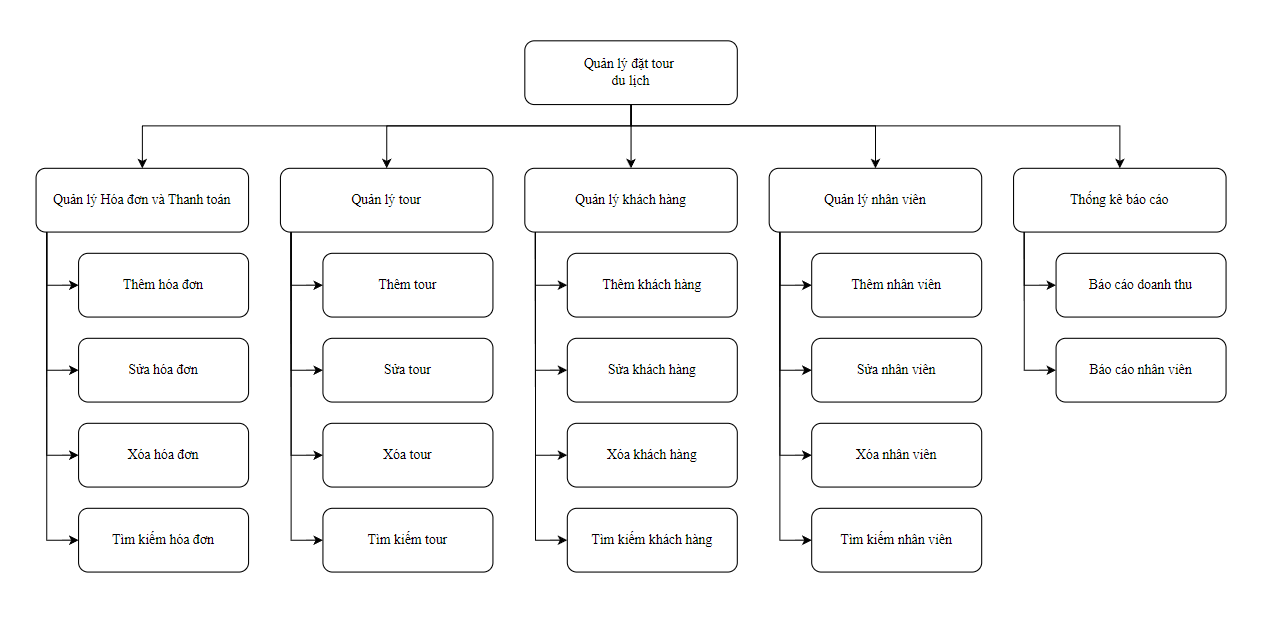 Quản lý đặt tour
du lịch
Quản lý Hóa đơn và Thanh toán
Quản lý tour
Quản lý khách hàng
Quản lý nhân viên
Thống kê báo cáo
Thêm hóa đơn
Thêm tour
Thêm khách hàng
Thêm nhân viên
Báo cáo doanh thu
Sửa hóa đơn
Sửa tour
Sửa khách hàng
Sửa nhân viên
Báo cáo nhân viên
Xóa hóa đơn
Xóa tour
Xóa khách hàng
Xóa nhân viên
Tìm kiếm hóa đơn
Tìm kiếm tour
Tìm kiếm khách hàng
Tìm kiếm nhân viên